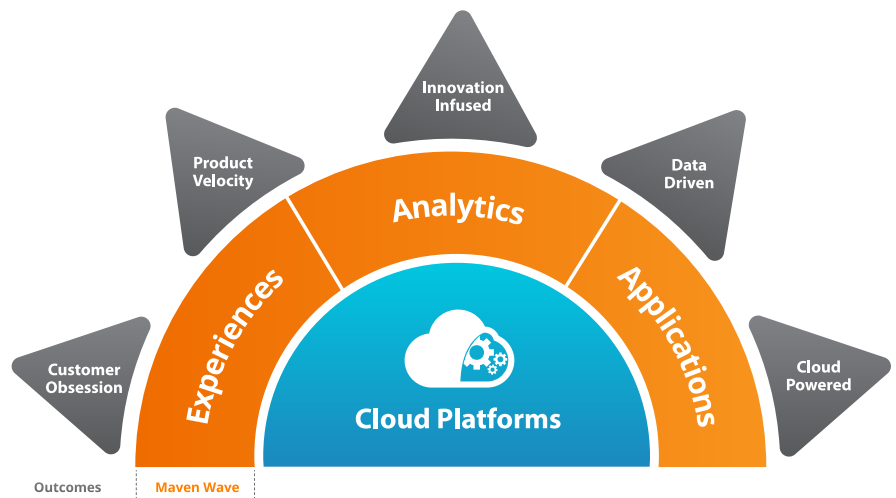 Innovation
Infused
Product
Velocity
Data
Driven
Analytics
Experiences
Applications
Customer
Obsession
Cloud
Powered
Cloud Platforms
Outcomes
Maven Wave